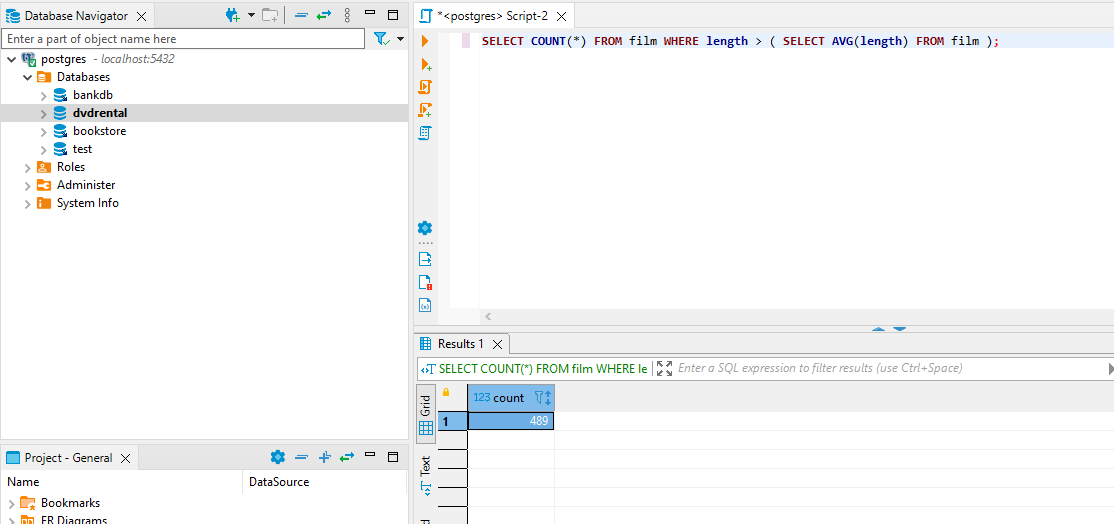 Database Navigator
Enter a part of object name here
postgres - localhost:5432
Databases
bankdb
dvdrental
bookstore
test
Roles
Administer
System Info
Project - General
Name DataSource
Bookmarks
ER Diagrams
*<postgres> Script-2
SELECT COUNT(*) FROM film WHERE length > ( SELECT AVG(length) FROM film );
Results 1
SELECT COUNT(*) FROM film WHERE le Enter a SQL expression to filter results (use Ctrl+Space)
Grid
Text
123 count
1 489